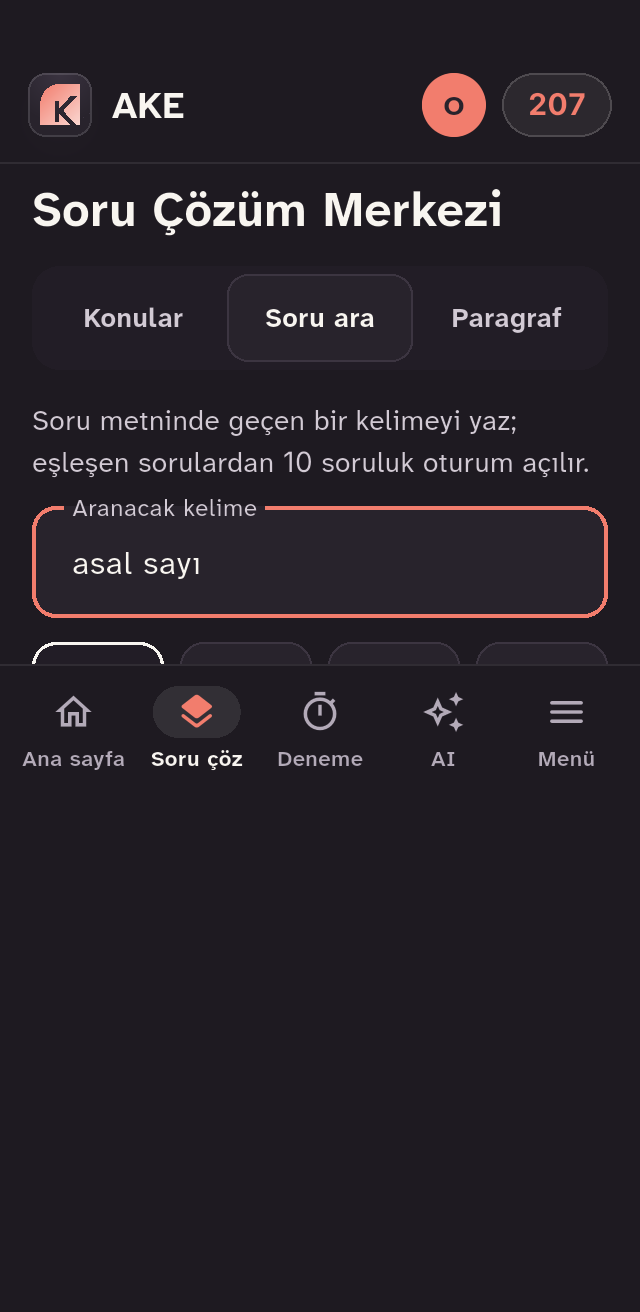 K AKE
O 207
Soru Çözüm Merkezi
Konular Soru ara Paragraf
Soru metninde geçen bir kelimeyi yaz;
eşleşen sorulardan 10 soruluk oturum açılır.
Aranacak kelime
asal sayı
Ana sayfa Soru çöz Deneme AI Menü